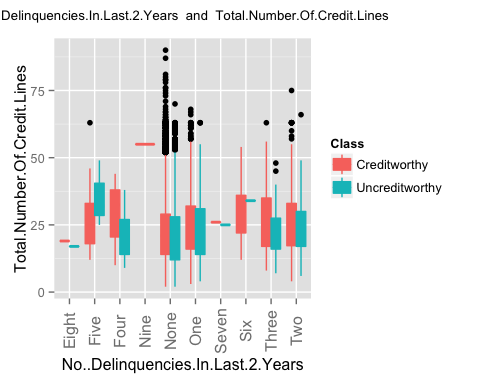 Delinquencies.In.Last.2.Years and Total.Number.Of.Credit.Lines
Total.Number.Of.Credit.Lines
75
50
25
0
Eight
Five
Four
Nine
None
One
Seven
Six
Three
Two
No..Delinquencies.In.Last.2.Years
Class
Creditworthy
Uncreditworthy